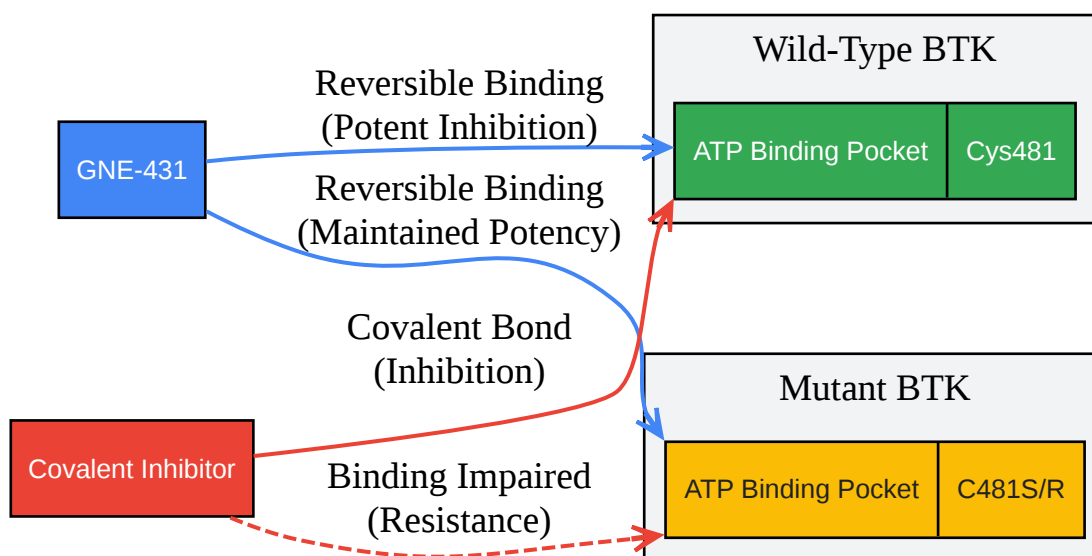 Wild-Type BTK
Reversible Binding
(Potent Inhibition)
GNE-431
ATP Binding Pocket
Cys481
Reversible Binding
(Maintained Potency)
Covalent Bond
(Inhibition)
Mutant BTK
Covalent Inhibitor
Binding Impaired
(Resistance)
ATP Binding Pocket
C481S/R